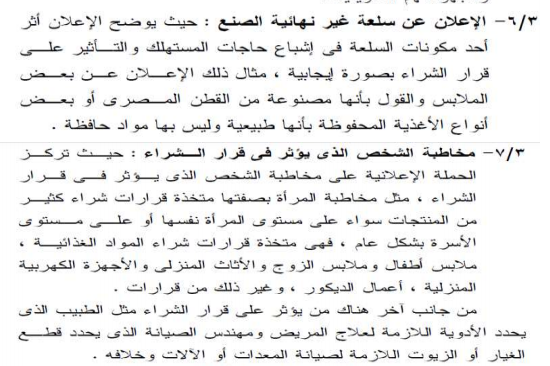 ٦/٣- الإعلان عن سلعة غير نهائية الصنع : حيث يوضح الإعلان أثر
أحد مكونات السلعة فى إشباع حاجات المستهلك والتأثير على
قرار الشراء بصورة إيجابية ، مثال ذلك الإعلان عن بعض
الملابس والقول بأنها مصنوعة من القطن المصرى أو بعض
أنواع الأغذية المحفوظة بأنها طبيعية وليس بها مواد حافظة .
٧/٣- مخاطبة الشخص الذى يؤثر فى قرار الشراء : حيث تركز
الحملة الإعلانية على مخاطبة الشخص الذى يؤثر فى قرار
الشراء ، مثل مخاطبة المرأة بصفتها متخذة قرارات شراء كثير
من المنتجات سواء على مستوى المرأة نفسها أو على مستوى
الأسرة بشكل عام ، فهى متخذة قرارات شراء المواد الغذائية ،
ملابس أطفال وملابس الزوج والأثاث المنزلى والأجهزة الكهربية
المنزلية ، أعمال الديكور ، وغير ذلك من قرارات .
من جانب آخر هناك من يؤثر على قرار الشراء مثل الطبيب الذى
يحدد الأدوية اللازمة لعلاج المريض ومهندس الصيانة الذى يحدد قطع
الغيار أو الزيوت اللازمة لصيانة المعدات أو الآلات وخلافه .